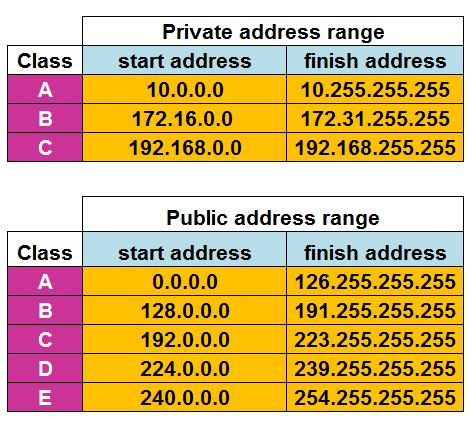 Private address range
Class start address finish address
A 10.0.0.0 10.255.255.255
B 172.16.0.0 172.31.255.255
C 192.168.0.0 192.168.255.255
Public address range
Class start address finish address
A 0.0.0.0 126.255.255.255
B 128.0.0.0 191.255.255.255
C 192.0.0.0 223.255.255.255
D 224.0.0.0 239.255.255.255
E 240.0.0.0 254.255.255.255